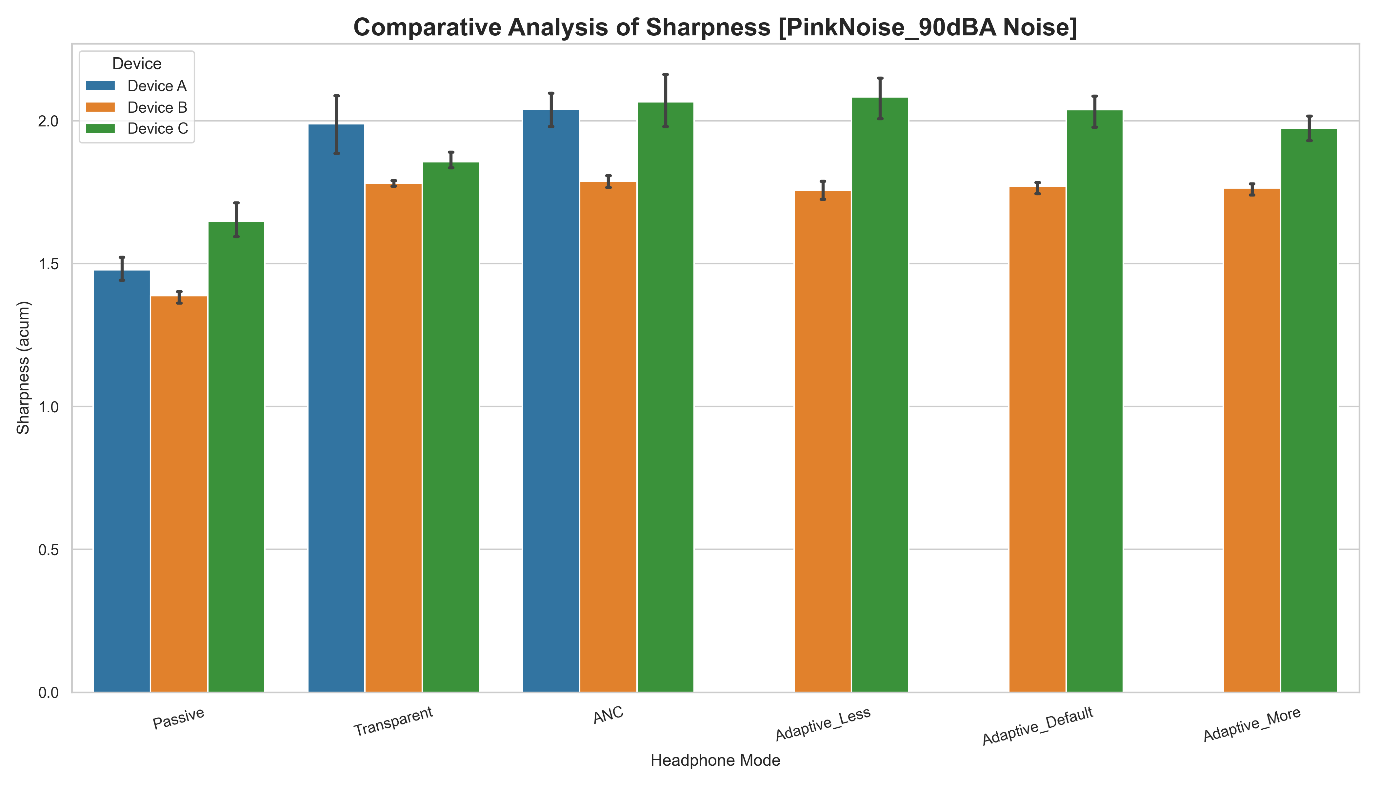 Comparative Analysis of Sharpness [PinkNoise_90dBA Noise]
Device
Device A
Device B
Device C
Sharpness (acum)
2.0
1.5
1.0
0.5
0.0
Passive
Transparent
ANC
Adaptive_Less
Adaptive_Default
Adaptive_More
Headphone Mode